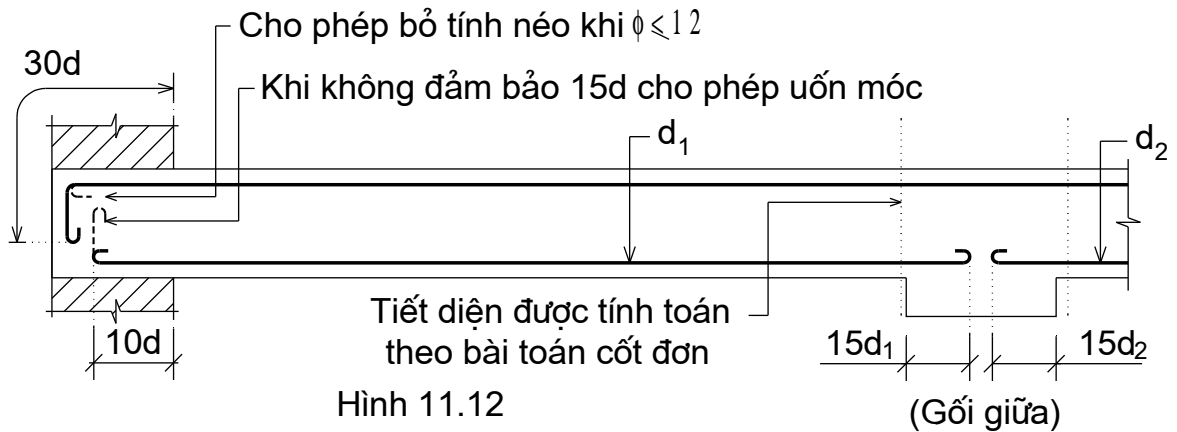 Cho phép bỏ tính néo khi ϕ ⩽ 12
30d
Khi không đảm bảo 15d cho phép uốn móc
d₁
d₂
Tiết diện được tính toán
theo bài toán cốt đơn
10d
15d₁
15d₂
Hình 11.12
(Gối giữa)